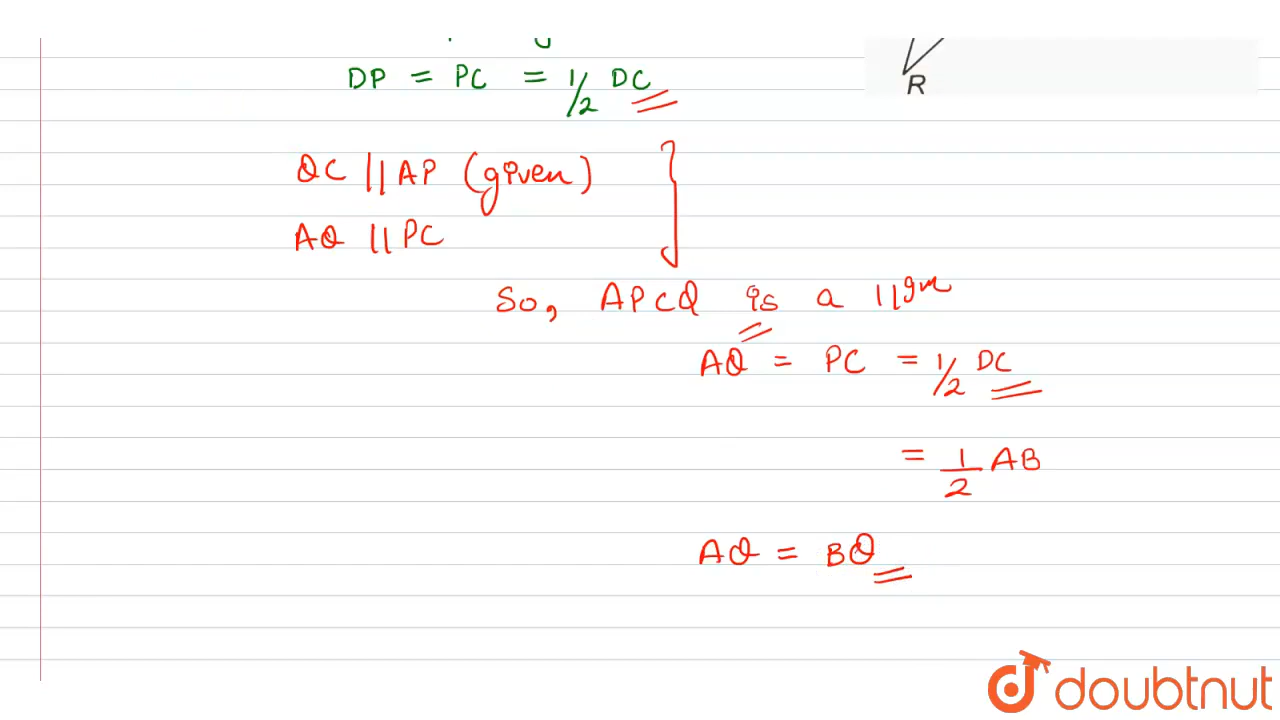 DP = PC = 1/2 DC
R
QC || AP (given)
AQ || PC
So, APCQ is a ||gm
AQ = PC = 1/2 DC
= 1/2 AB
AQ = BQ
doubtnut